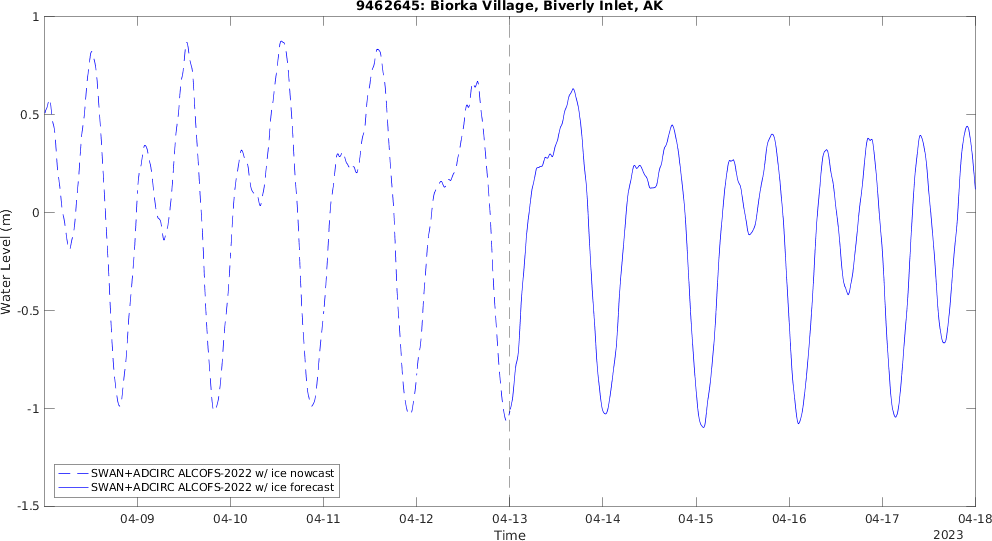 9462645: Biorka Village, Biverly Inlet, AK
1
0.5
0
-0.5
-1
-1.5
Water Level (m)
SWAN+ADCIRC ALCOFS-2022 w/ ice nowcast
SWAN+ADCIRC ALCOFS-2022 w/ ice forecast
04-09 04-10 04-11 04-12 04-13 04-14 04-15 04-16 04-17 04-18
Time
2023